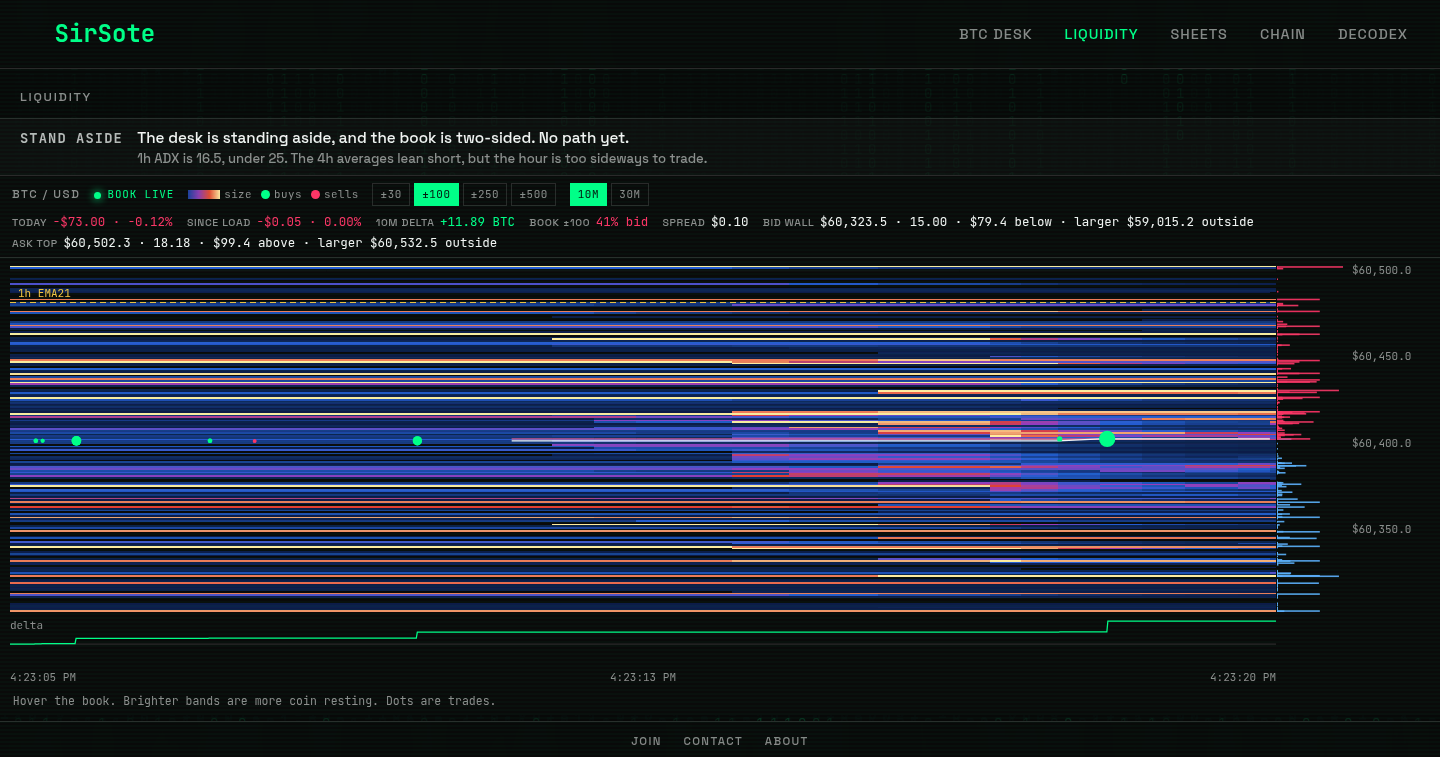 SirSote
BTC DESK LIQUIDITY SHEETS CHAIN DECODEX
LIQUIDITY
STAND ASIDE The desk is standing aside, and the book is two-sided. No path yet.
1h ADX is 16.5, under 25. The 4h averages lean short, but the hour is too sideways to trade.
BTC / USD BOOK LIVE size buys sells ±30 ±100 ±250 ±500 10M 30M
TODAY -$73.00 · -0.12% SINCE LOAD -$0.05 · 0.00% 10M DELTA +11.89 BTC BOOK ±100 41% bid SPREAD $0.10 BID WALL $60,323.5 · 15.00 · $79.4 below · larger $59,015.2 outside
ASK TOP $60,502.3 · 18.18 · $99.4 above · larger $60,532.5 outside
$60,500.0
1h EMA21
$60,450.0
$60,400.0
$60,350.0
delta
4:23:05 PM 4:23:13 PM 4:23:20 PM
Hover the book. Brighter bands are more coin resting. Dots are trades.
JOIN CONTACT ABOUT